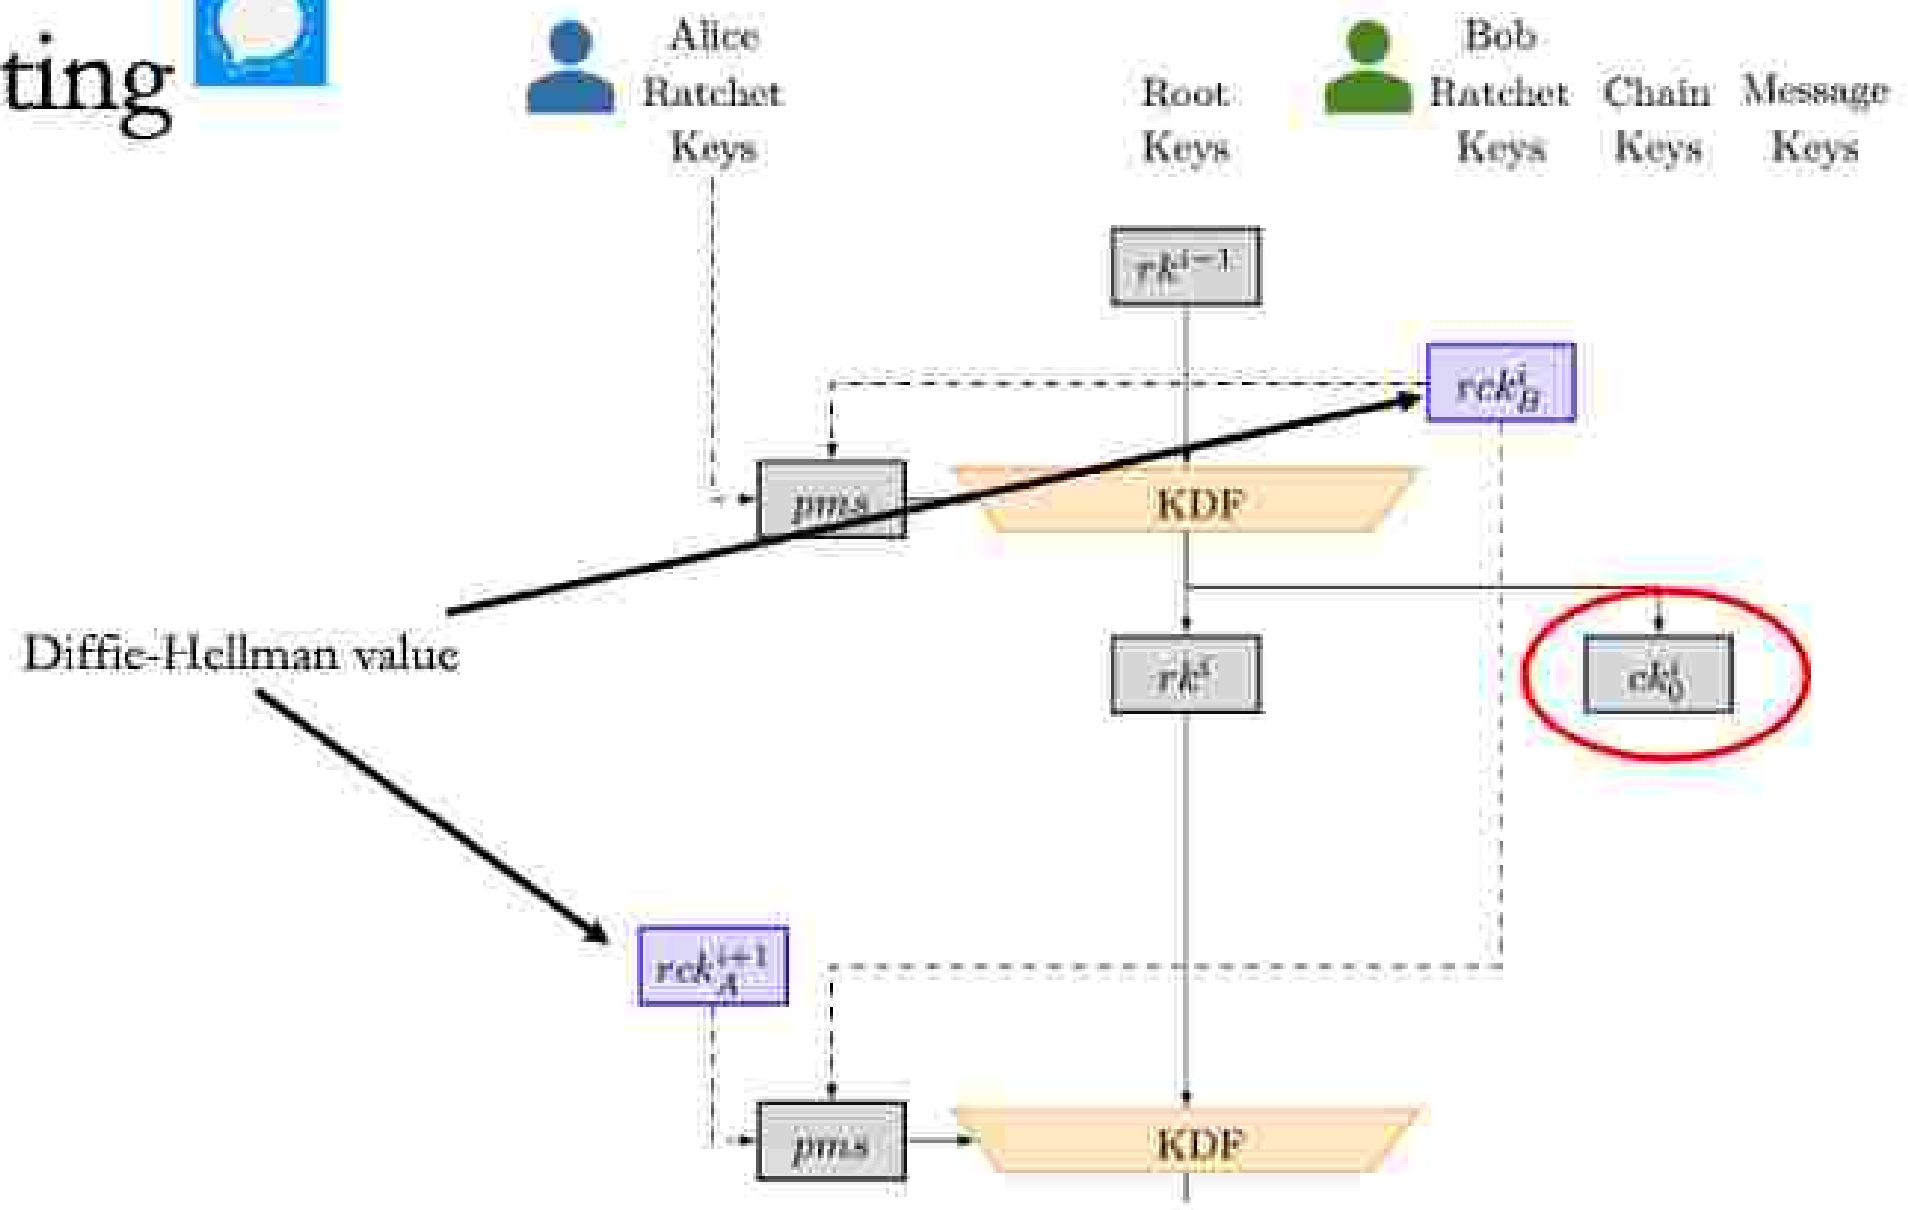 ting
Alice
Ratchet
Keys
Root
Keys
Bob
Ratchet
Keys
Chain
Keys
Message
Keys
rk^{i-1}
rck_B^i
pms
KDF
Diffie-Hellman value
rk^i
ck_0^i
rck_A^{i+1}
pms
KDF